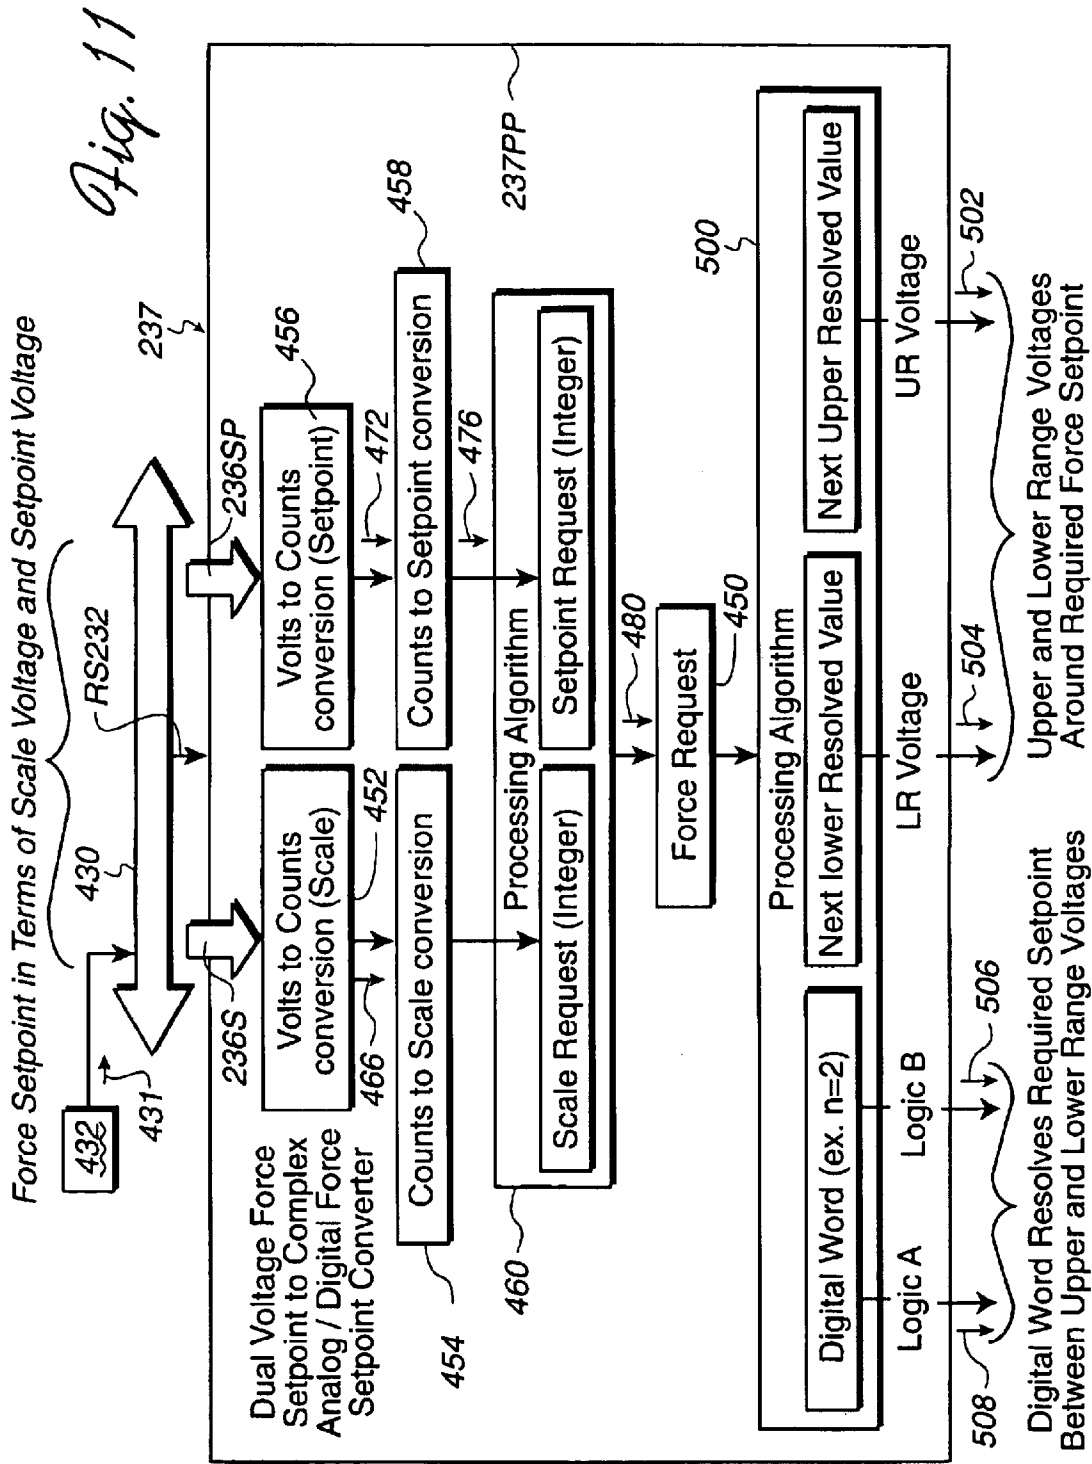 Fig. 11
Force Setpoint in Terms of Scale Voltage and Setpoint Voltage
432
431
430
RS232
237
236S
236SP
Dual Voltage Force
Setpoint to Complex
Analog / Digital Force
Setpoint Converter
Volts to Counts
conversion (Scale)
452
Volts to Counts
conversion (Setpoint)
456
466
472
454
Counts to Scale conversion
Counts to Setpoint conversion
458
476
460
Processing Algorithm
Scale Request (Integer)
Setpoint Request (Integer)
237PP
480
Force Request
450
500
Processing Algorithm
Digital Word (ex. n=2)
Next lower Resolved Value
Next Upper Resolved Value
Logic A
Logic B
LR Voltage
UR Voltage
508
506
504
502
Digital Word Resolves Required Setpoint
Between Upper and Lower Range Voltages
Upper and Lower Range Voltages
Around Required Force Setpoint